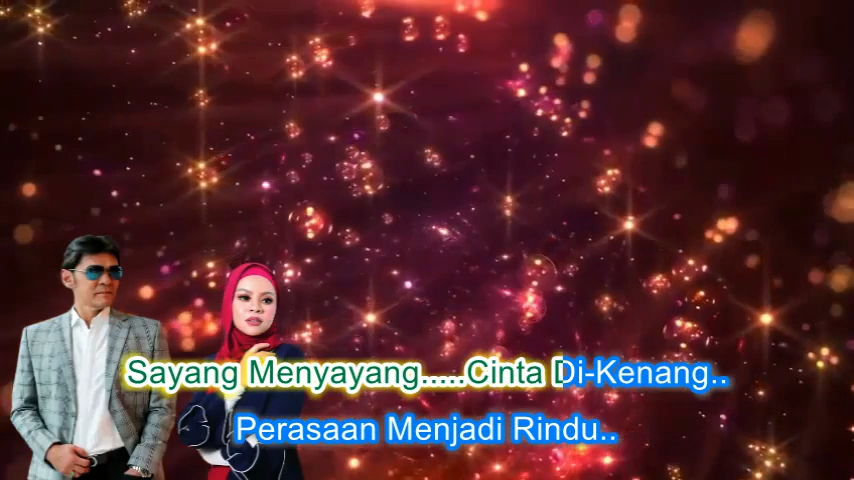 Sayang Menyayang.....Cinta Di-Kenang..
Perasaan Menjadi Rindu..